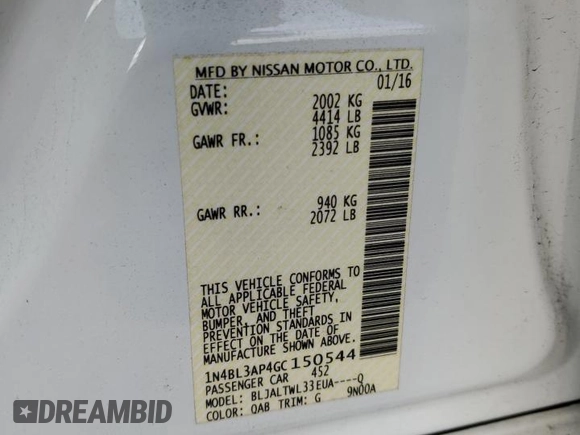 MFD BY NISSAN MOTOR CO., LTD.
DATE: 01/16
GVWR: 2002 KG
4414 LB
GAWR FR.: 1085 KG
2392 LB
GAWR RR.: 940 KG
2072 LB
THIS VEHICLE CONFORMS TO
ALL APPLICABLE FEDERAL
MOTOR VEHICLE SAFETY,
BUMPER, AND THEFT
PREVENTION STANDARDS IN
EFFECT ON THE DATE OF
MANUFACTURE SHOWN ABOVE.
1N4BL3AP4GC150544
PASSENGER CAR 4S2
MODEL: BLJALTWL33EUA----Q
COLOR: QAB TRIM: G 9N00A
AUTOBIDMASTER